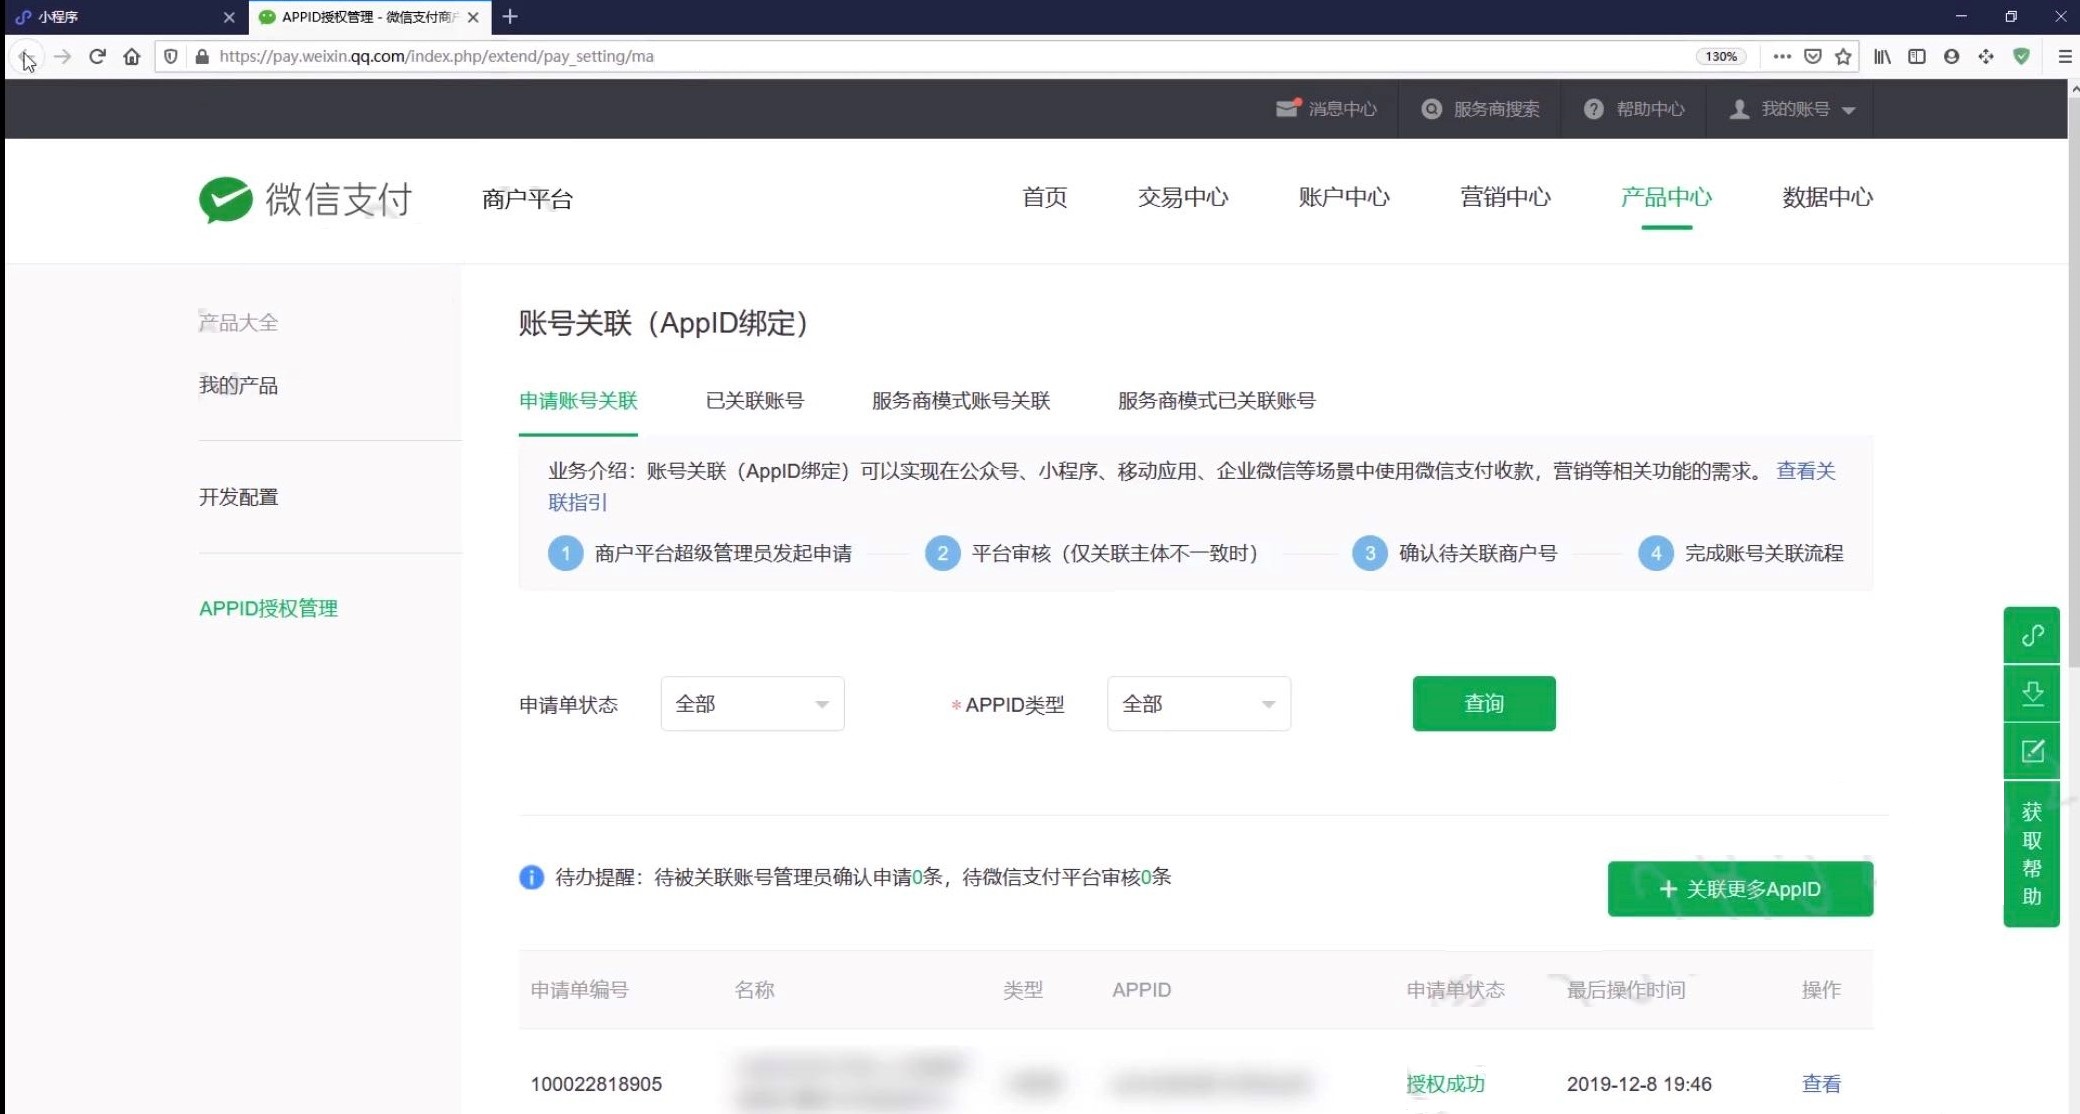 小程序
APPID授权管理 - 微信支付商户
https://pay.weixin.qq.com/index.php/extend/pay_setting/ma
130%
消息中心
服务商搜索
帮助中心
我的账号
微信支付
商户平台
首页
交易中心
账户中心
营销中心
产品中心
数据中心
产品大全
我的产品
开发配置
APPID授权管理
账号关联（AppID绑定）
申请账号关联
已关联账号
服务商模式账号关联
服务商模式已关联账号
业务介绍：账号关联（AppID绑定）可以实现在公众号、小程序、移动应用、企业微信等场景中使用微信支付收款，营销等相关功能的需求。 查看关
联指引
1 商户平台超级管理员发起申请
2 平台审核（仅关联主体不一致时）
3 确认待关联商户号
4 完成账号关联流程
申请单状态
全部
*APPID类型
全部
查询
待办提醒：待被关联账号管理员确认申请0条，待微信支付平台审核0条
+ 关联更多AppID
获
取
帮
助
申请单编号
名称
类型
APPID
申请单状态
最后操作时间
操作
100022818905
授权成功
2019-12-8 19:46
查看